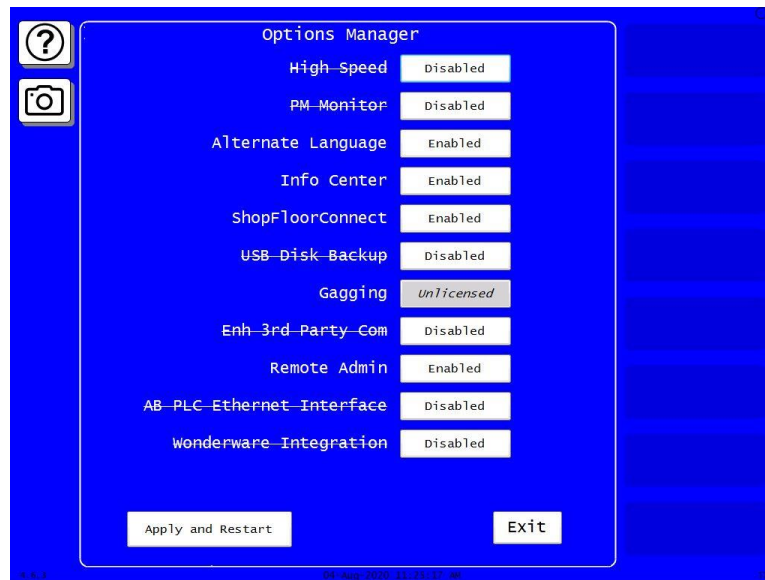 ?
Options Manager
High Speed Disabled
PM Monitor Disabled
Alternate Language Enabled
Info Center Enabled
ShopFloorConnect Enabled
USB Disk Backup Disabled
Gagging Unlicensed
Enh 3rd Party Com Disabled
Remote Admin Enabled
AB PLC Ethernet Interface Disabled
Wonderware Integration Disabled
Apply and Restart Exit